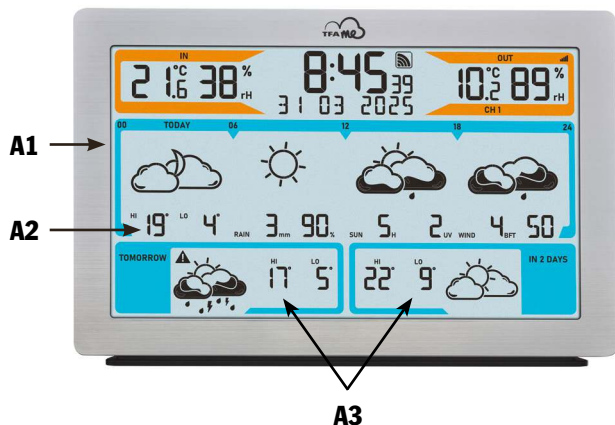 TFA me
IN OUT
21.6 °C 38 % rH 8:45 39 10.2 °C 89 % rH
31 03 2025 CH 1
00 TODAY 06 12 18 24
A1
A2
HI 19° LO 4° RAIN 3 mm 90 % SUN 5 H 2 UV WIND 4 BFT 50
TOMORROW HI 17° LO 5° HI 22° LO 9° IN 2 DAYS
A3